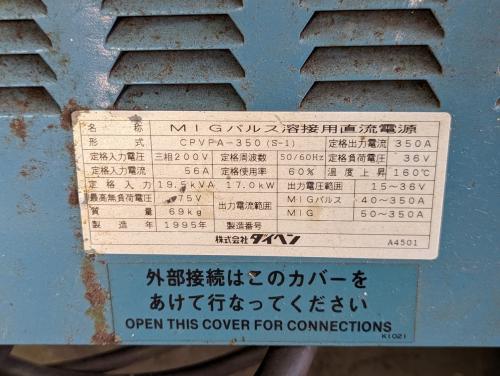 名称 MIGパルス溶接用直流電源
形式 CPVPA-350(S-1) 定格出力電流 350A
定格入力電圧 三相200V 定格周波数 50/60Hz 定格負荷電圧 36V
定格入力電流 56A 定格使用率 60% 温度上昇 160℃
定格入力 19.5kVA 17.0kW 出力電圧範囲 15〜36V
最高無負荷電圧 75V 出力電流範囲 MIGパルス 40〜350A
質量 69kg MIG 50〜350A
製造年 1995年 製造番号
株式会社ダイヘン A4501
外部接続はこのカバーを
あけて行なってください
OPEN THIS COVER FOR CONNECTIONS
K1021